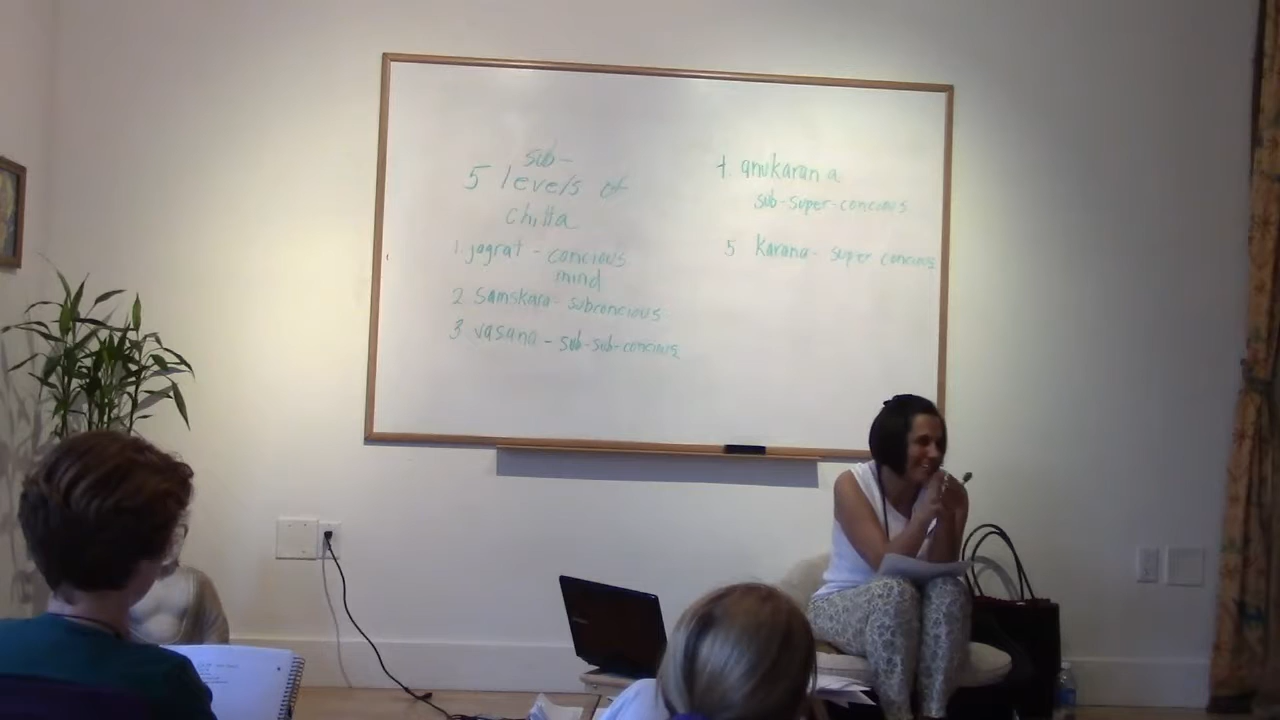 sub-
5 levels of
chitta
1. jagrat - concious
mind
2 Samskara - subconcious
3 vasana - sub-sub-concious
4. anukarana
sub-super-concious
5 Karana - super concious